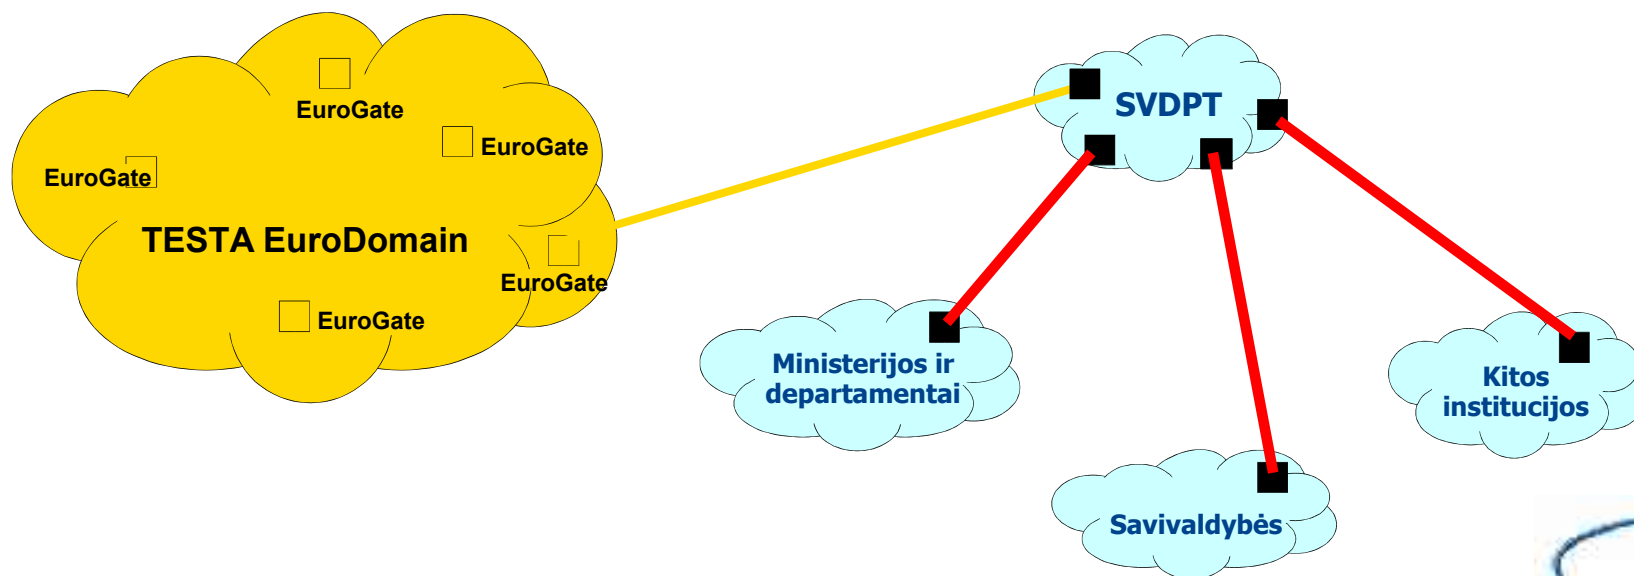 EuroGate
EuroGate
EuroGate
TESTA EuroDomain
EuroGate
EuroGate
SVDPT
Ministerijos ir
departamentai
Kitos
institucijos
Savivaldybės